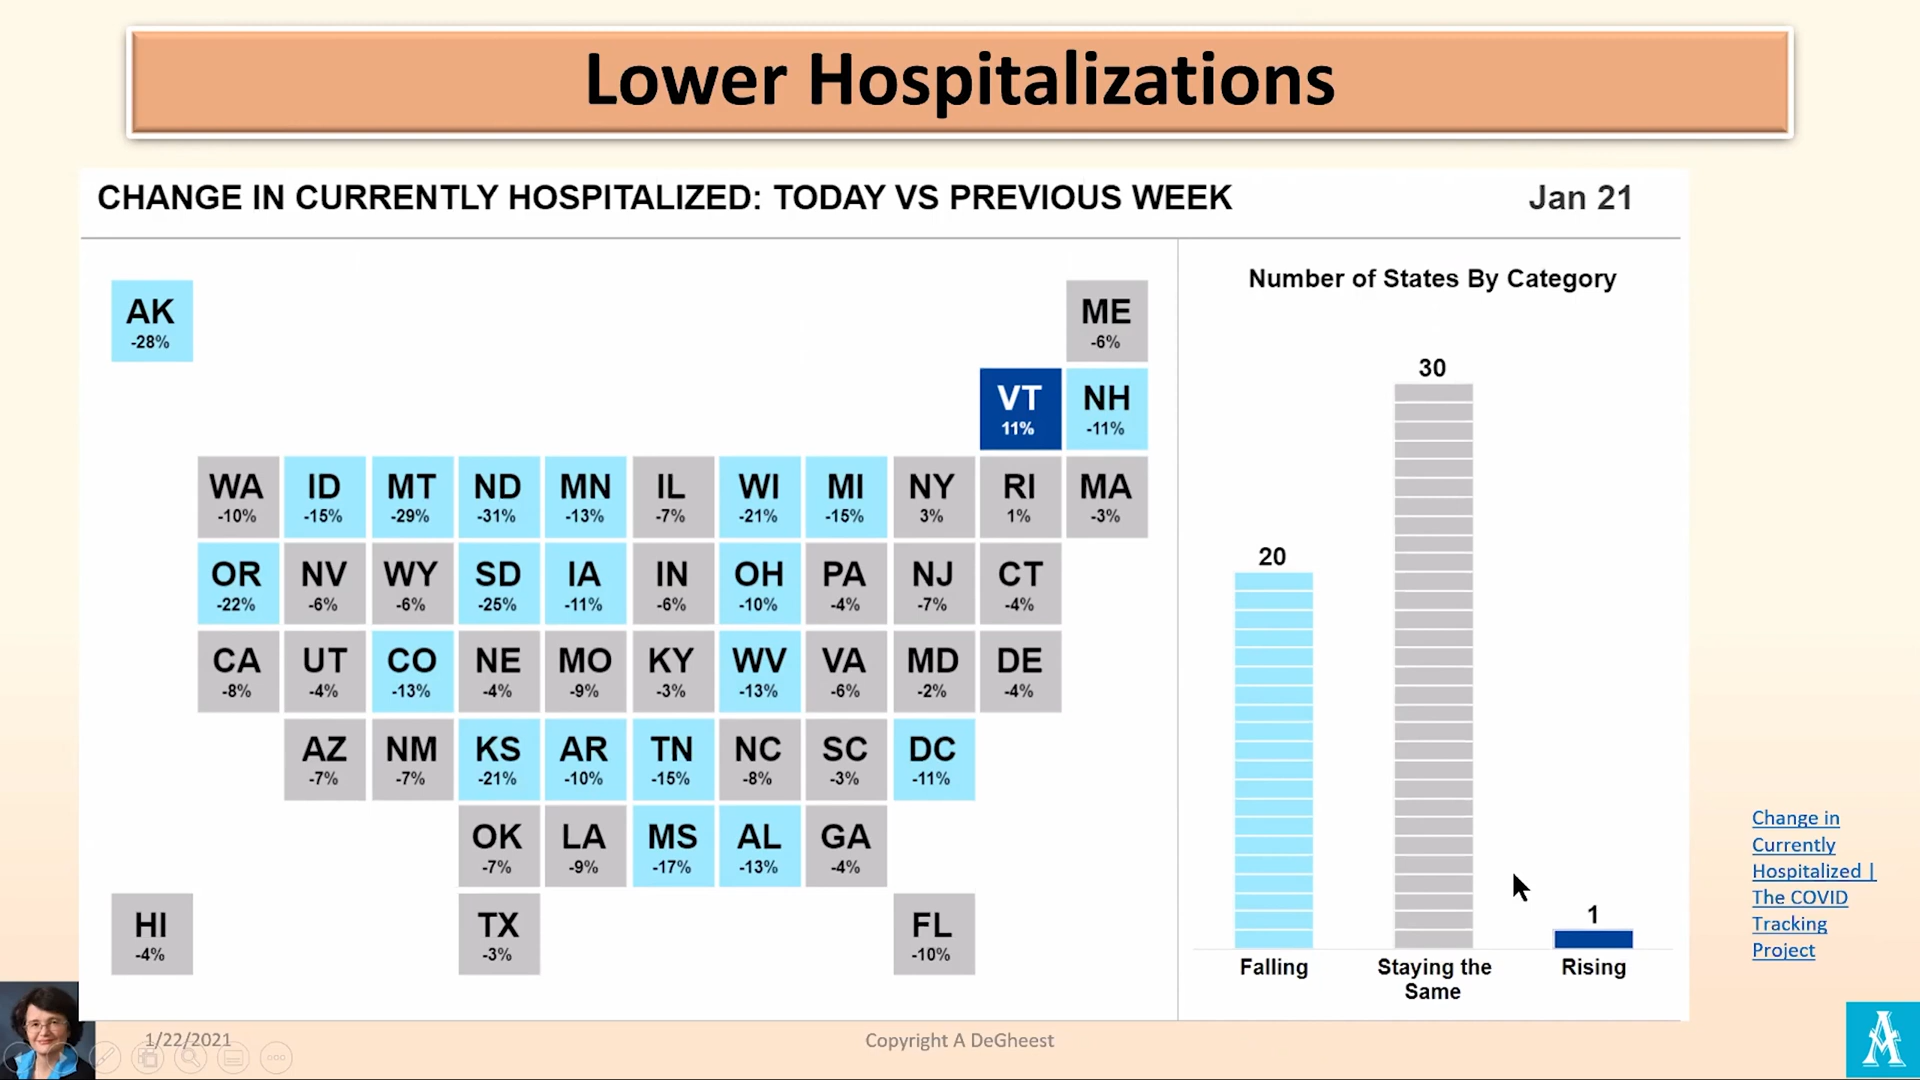 Lower Hospitalizations
CHANGE IN CURRENTLY HOSPITALIZED: TODAY VS PREVIOUS WEEK
Jan 21
AK
-28%
ME
-6%
VT
11%
NH
-11%
WA
-10%
ID
-15%
MT
-29%
ND
-31%
MN
-13%
IL
-7%
WI
-21%
MI
-15%
NY
3%
RI
1%
MA
-3%
OR
-22%
NV
-6%
WY
-6%
SD
-25%
IA
-11%
IN
-6%
OH
-10%
PA
-4%
NJ
-7%
CT
-4%
CA
-8%
UT
-4%
CO
-13%
NE
-4%
MO
-9%
KY
-3%
WV
-13%
VA
-6%
MD
-2%
DE
-4%
AZ
-7%
NM
-7%
KS
-21%
AR
-10%
TN
-15%
NC
-8%
SC
-3%
DC
-11%
OK
-7%
LA
-9%
MS
-17%
AL
-13%
GA
-4%
HI
-4%
TX
-3%
FL
-10%
Number of States By Category
20
30
1
Falling
Staying the
Same
Rising
Change in
Currently
Hospitalized |
The COVID
Tracking
Project
1/22/2021
Copyright A DeGheest
A